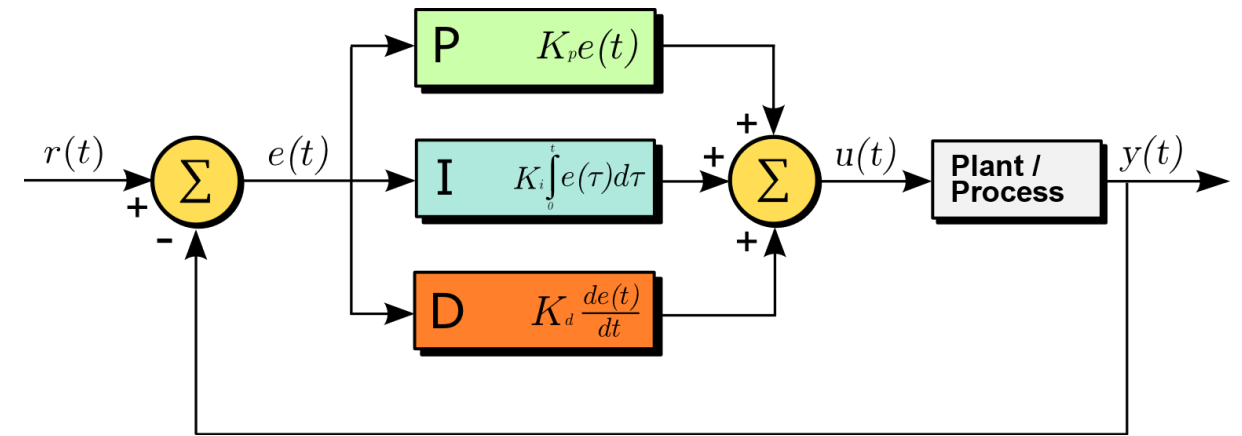 P K_p e(t)
r(t) + - Σ e(t)
I K_i ∫_0^t e(τ)dτ
+ + + Σ u(t)
Plant /
Process
y(t)
D K_d de(t)/dt